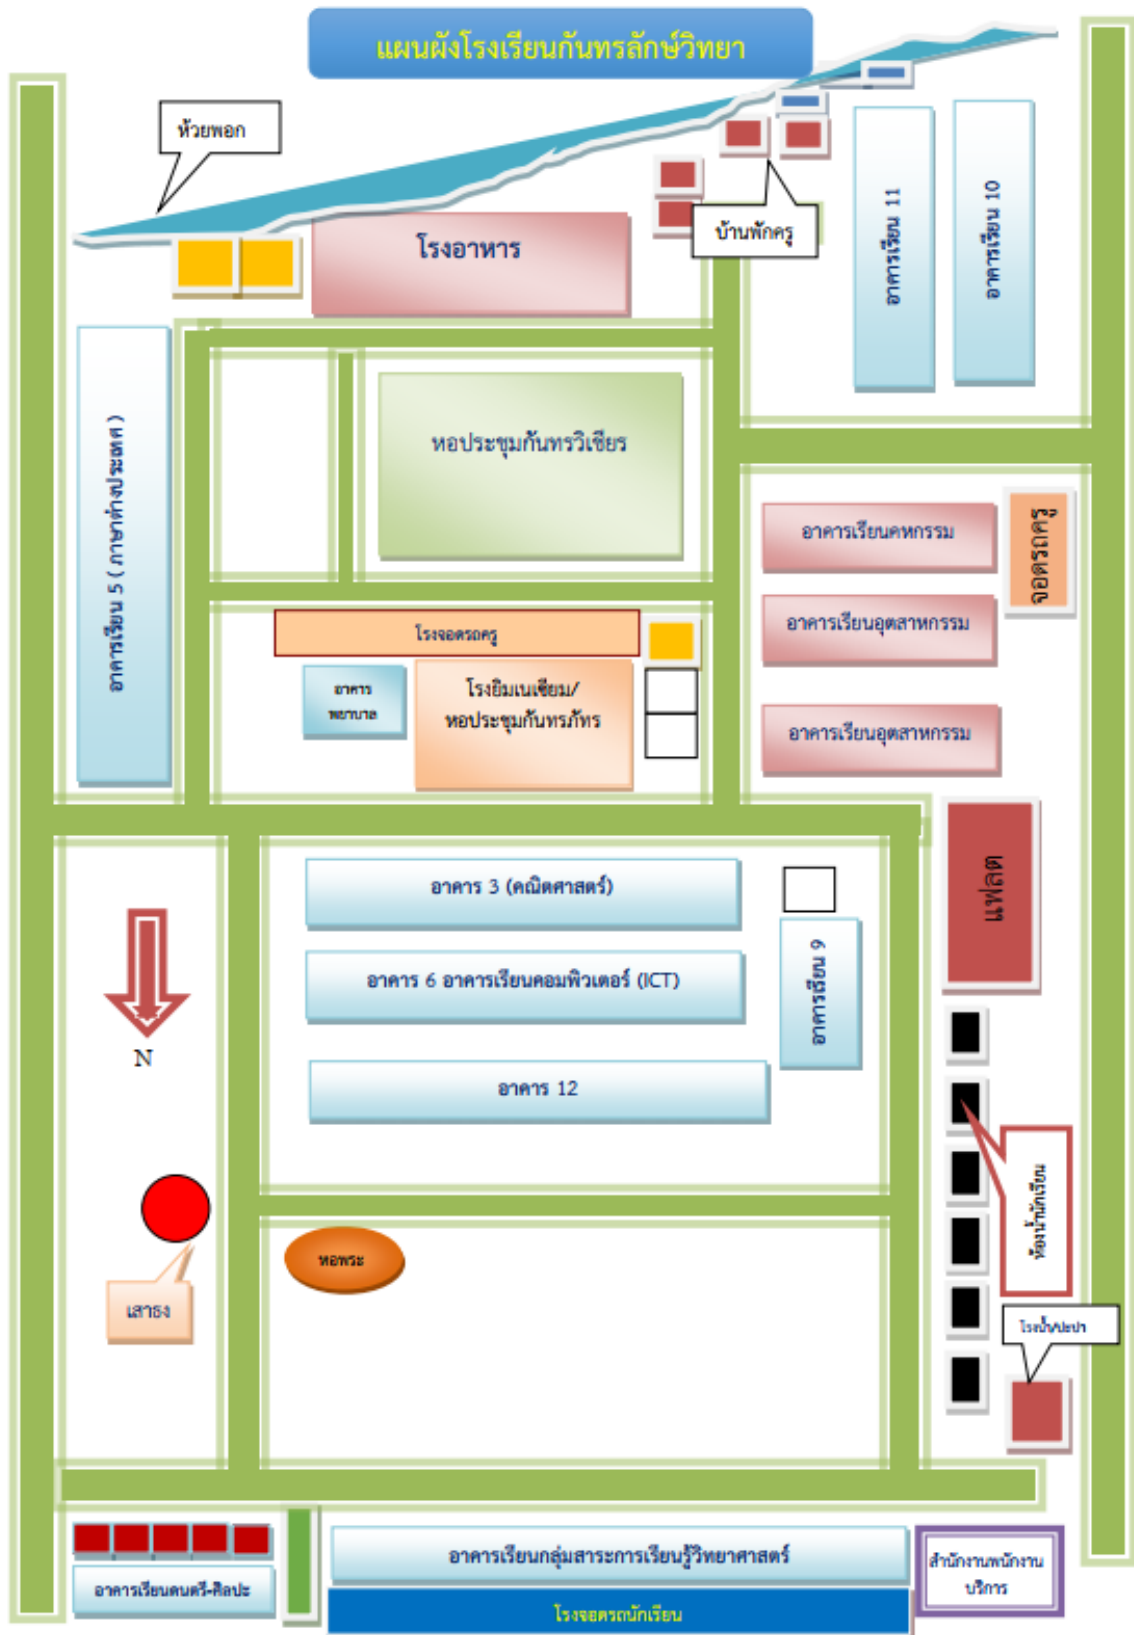 แผนผังโรงเรียนกันทรลักษ์วิทยา
ห้วยพอก
บ้านพักครู
โรงอาหาร
อาคารเรียน 11
อาคารเรียน 10
อาคารเรียน 5 ( ภาษาต่างประเทศ )
หอประชุมกันทรวิเชียร
อาคารเรียนคหกรรม
จอดรถครู
อาคารเรียนอุตสาหกรรม
โรงจอดรถครู
อาคาร
พยาบาล
โรงยิมเนเซียม/
หอประชุมกันทรภัทร
อาคารเรียนอุตสาหกรรม
แฟลต
อาคาร 3 (คณิตศาสตร์)
อาคาร 6 อาคารเรียนคอมพิวเตอร์ (ICT)
อาคารเรียน 9
N
อาคาร 12
ห้องน้ำนักเรียน
หอพระ
เสาธง
โรงน้ำปะปา
อาคารเรียนกลุ่มสาระการเรียนรู้วิทยาศาสตร์
สำนักงานพนักงาน
บริการ
อาคารเรียนดนตรี-ศิลปะ
โรงจอดรถนักเรียน